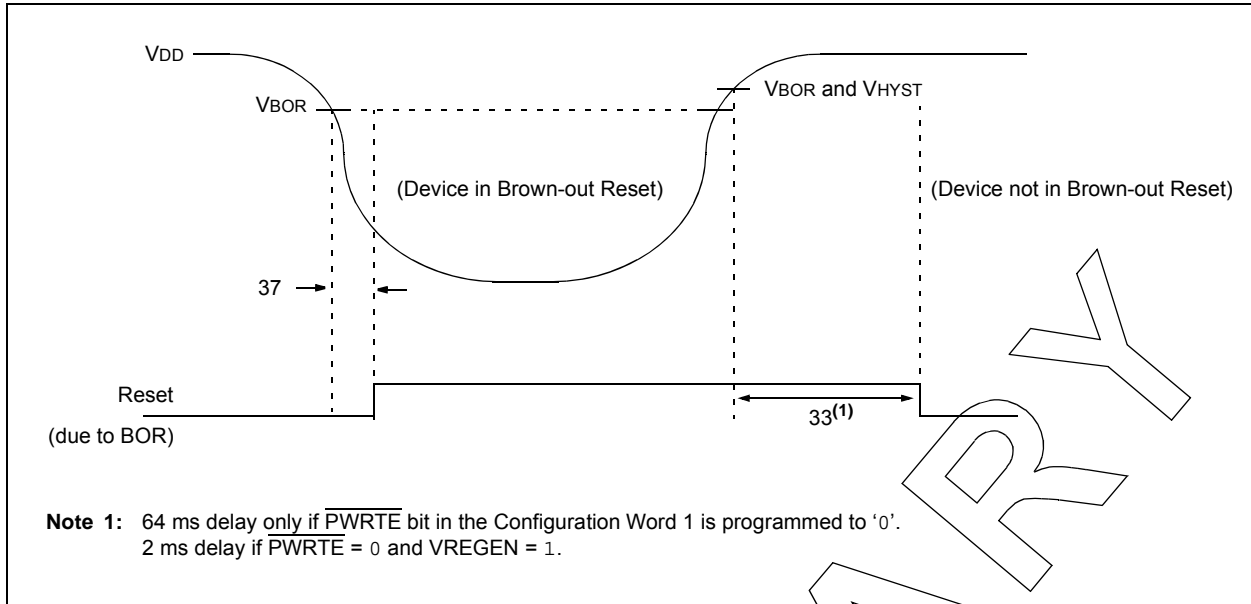 VDD
VBOR and VHYST
VBOR
(Device in Brown-out Reset)
(Device not in Brown-out Reset)
37
Reset
33(1)
(due to BOR)
Note 1: 64 ms delay only if PWRTE bit in the Configuration Word 1 is programmed to ‘0’.
2 ms delay if PWRTE = 0 and VREGEN = 1.
A R Y